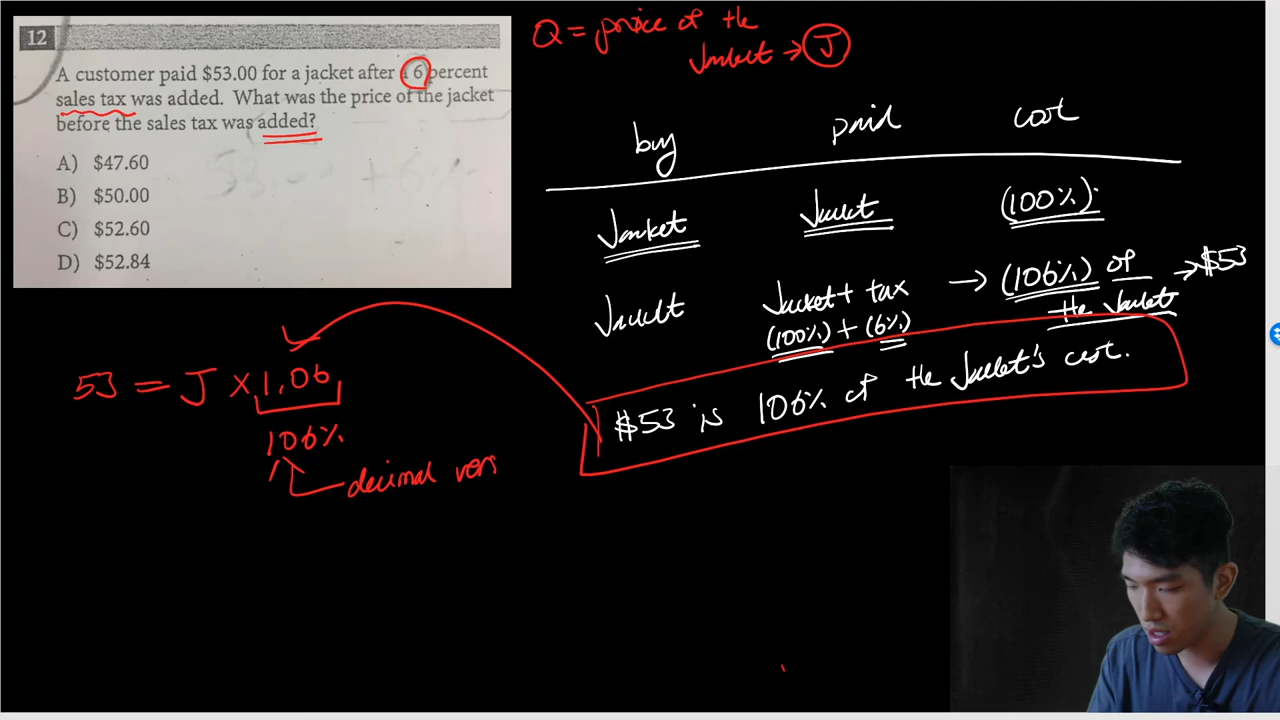 12
A customer paid $53.00 for a jacket after a 6 percent
sales tax was added. What was the price of the jacket
before the sales tax was added?
A) $47.60
B) $50.00
C) $52.60
D) $52.84
Q = price of the
Jacket → J
buy paid cost
Jacket Jacket (100%).
Jacket Jacket + tax → (106%) of → $53
(100%) + (6%) the Jackets
$53 is 106% of the Jacket's cost.
53 = J × 1.06
106%
decimal vers